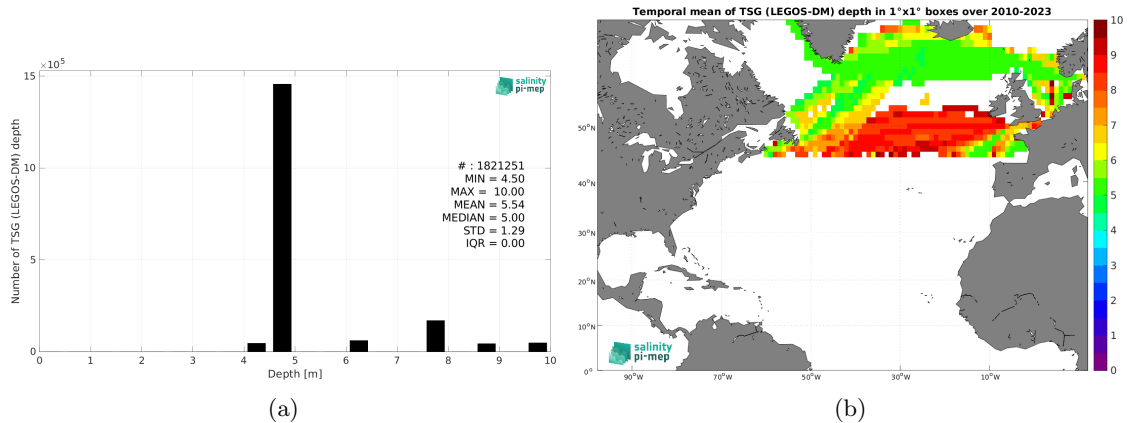 ×10⁵
15
10
5
0
Number of TSG (LEGOS-DM) depth
0 1 2 3 4 5 6 7 8 9 10
Depth [m]
salinity
pi-mep
# : 1821251
MIN = 4.50
MAX = 10.00
MEAN = 5.54
MEDIAN = 5.00
STD = 1.29
IQR = 0.00
(a)
Temporal mean of TSG (LEGOS-DM) depth in 1°x1° boxes over 2010-2023
50°N
40°N
30°N
20°N
10°N
0°
90°W 70°W 50°W 30°W 10°W
salinity
pi-mep
10
9
8
7
6
5
4
3
2
1
0
(b)